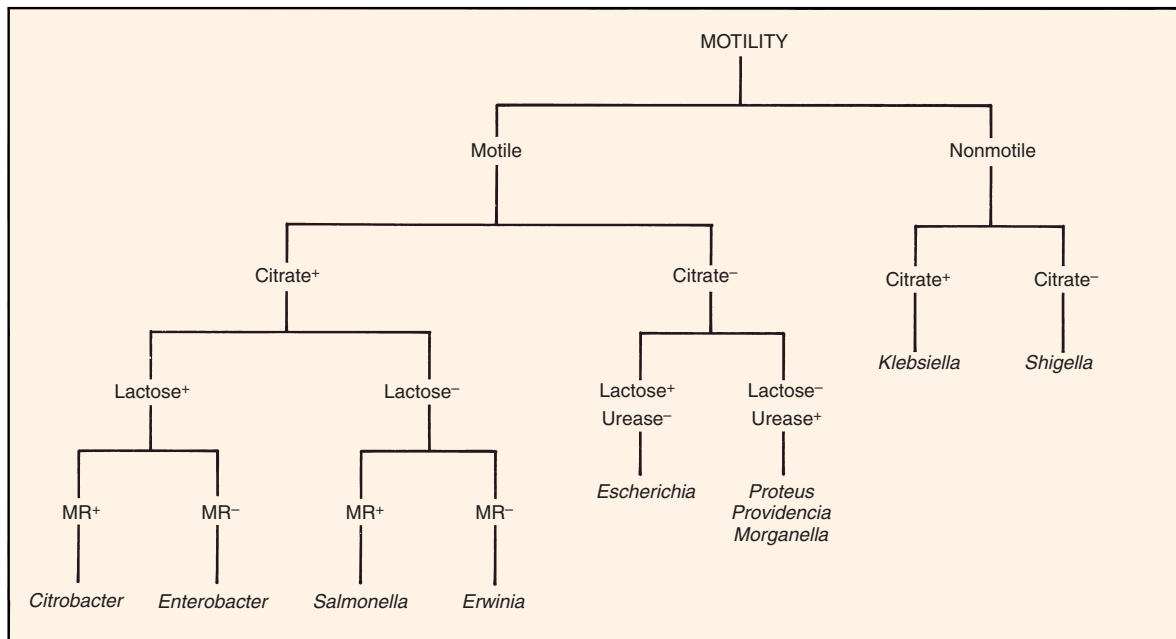 MOTILITY
Motile
Nonmotile
Citrate⁺
Citrate⁻
Citrate⁺
Citrate⁻
Klebsiella
Shigella
Lactose⁺
Lactose⁻
Lactose⁺
Urease⁻
Lactose⁻
Urease⁺
Escherichia
Proteus
Providencia
Morganella
MR⁺
MR⁻
MR⁺
MR⁻
Citrobacter
Enterobacter
Salmonella
Erwinia